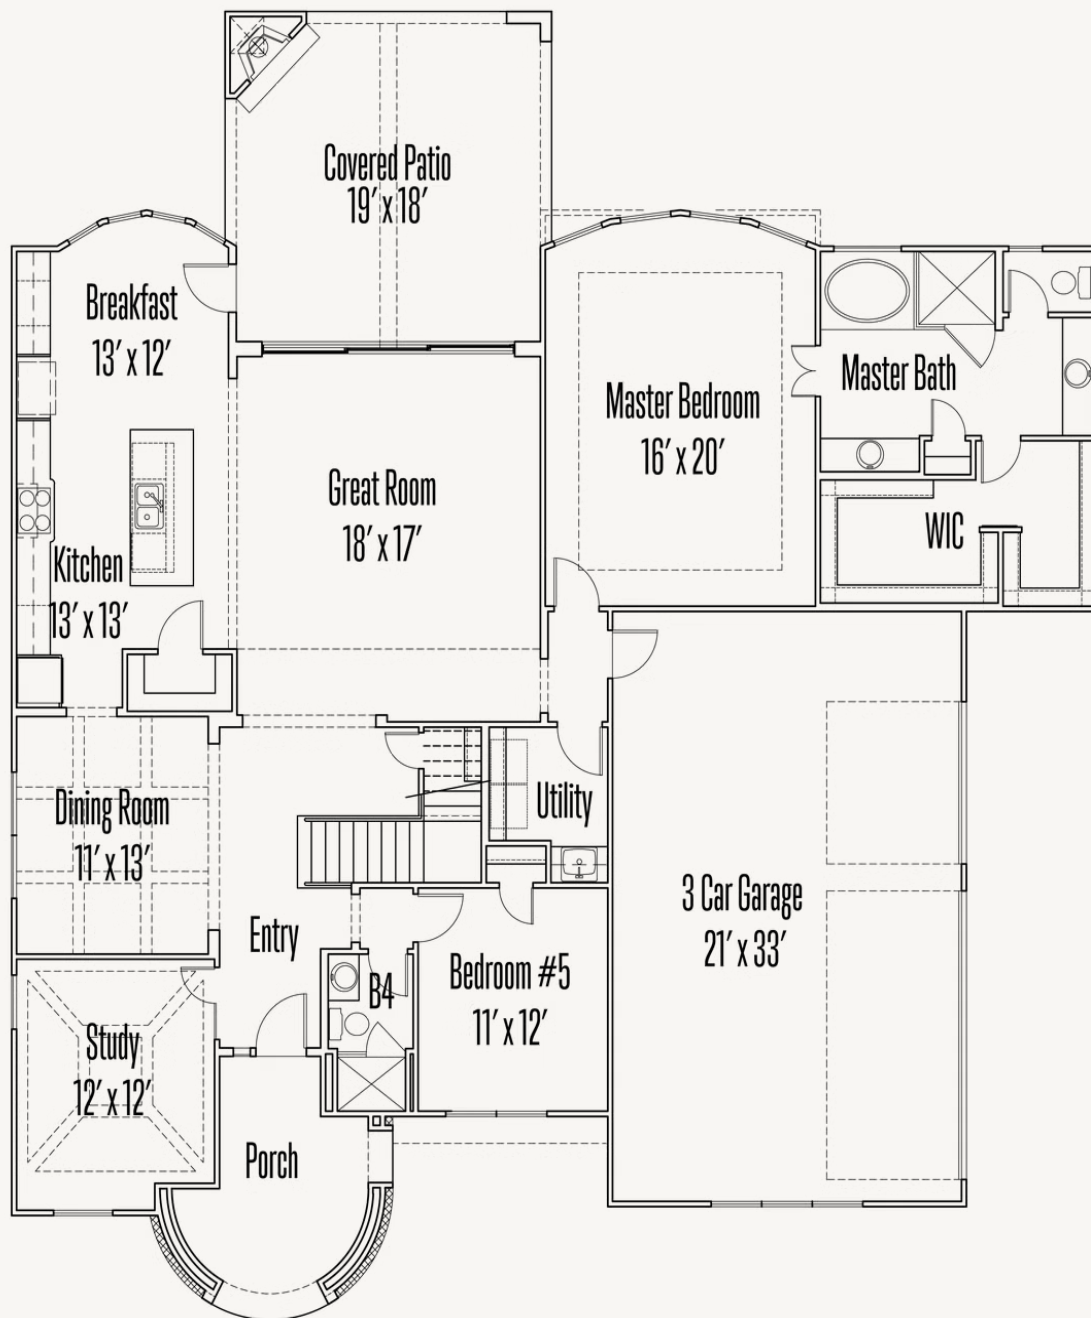 Covered Patio
19' x 18'
Breakfast
13' x 12'
Master Bedroom
16' x 20'
Master Bath
Great Room
18' x 17'
WIC
Kitchen
13' x 13'
Dining Room
11' x 13'
Utility
3 Car Garage
21' x 33'
Entry
B4
Bedroom #5
11' x 12'
Study
12' x 12'
Porch